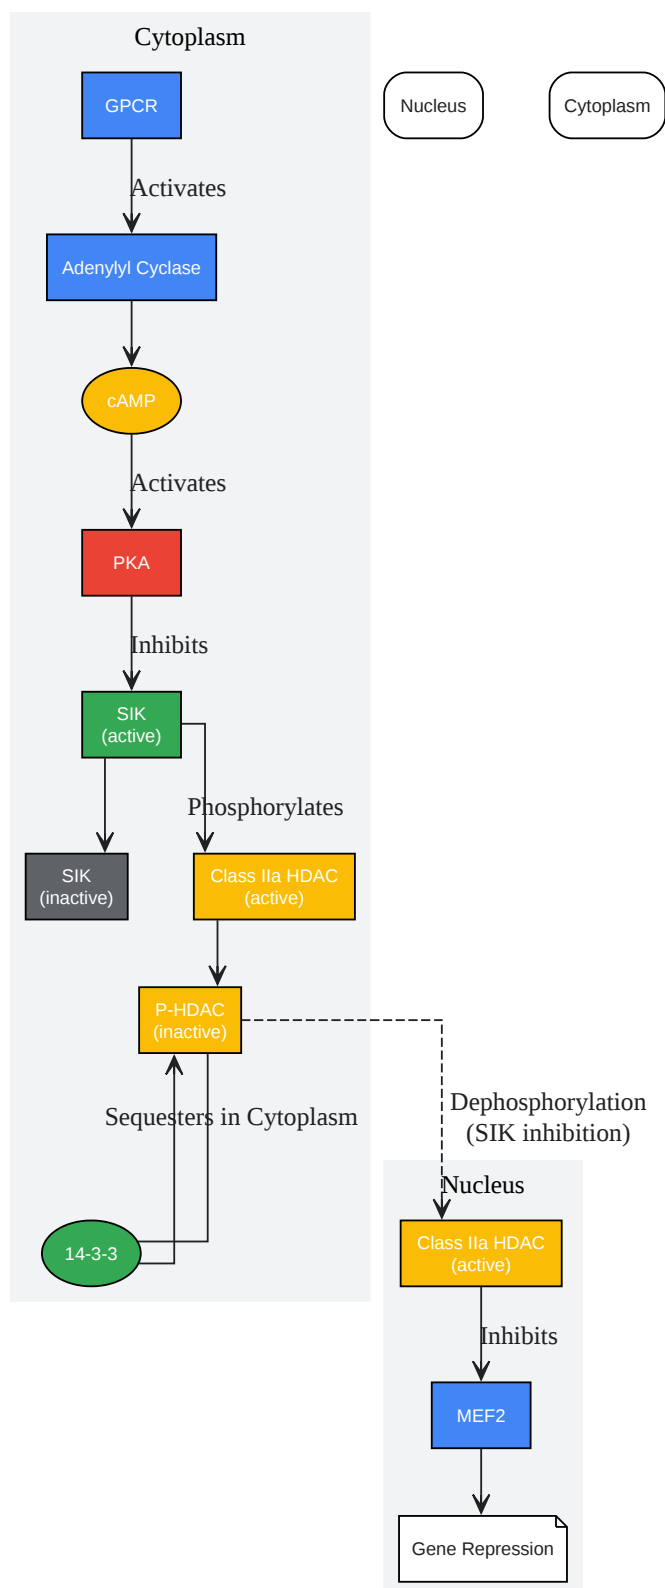 Cytoplasm
GPCR
Nucleus
Cytoplasm
Activates
Adenylyl Cyclase
cAMP
Activates
PKA
Inhibits
SIK
(active)
Phosphorylates
SIK
(inactive)
Class IIa HDAC
(active)
P-HDAC
(inactive)
Sequesters in Cytoplasm
Dephosphorylation
(SIK inhibition)
Nucleus
14-3-3
Class IIa HDAC
(active)
Inhibits
MEF2
Gene Repression